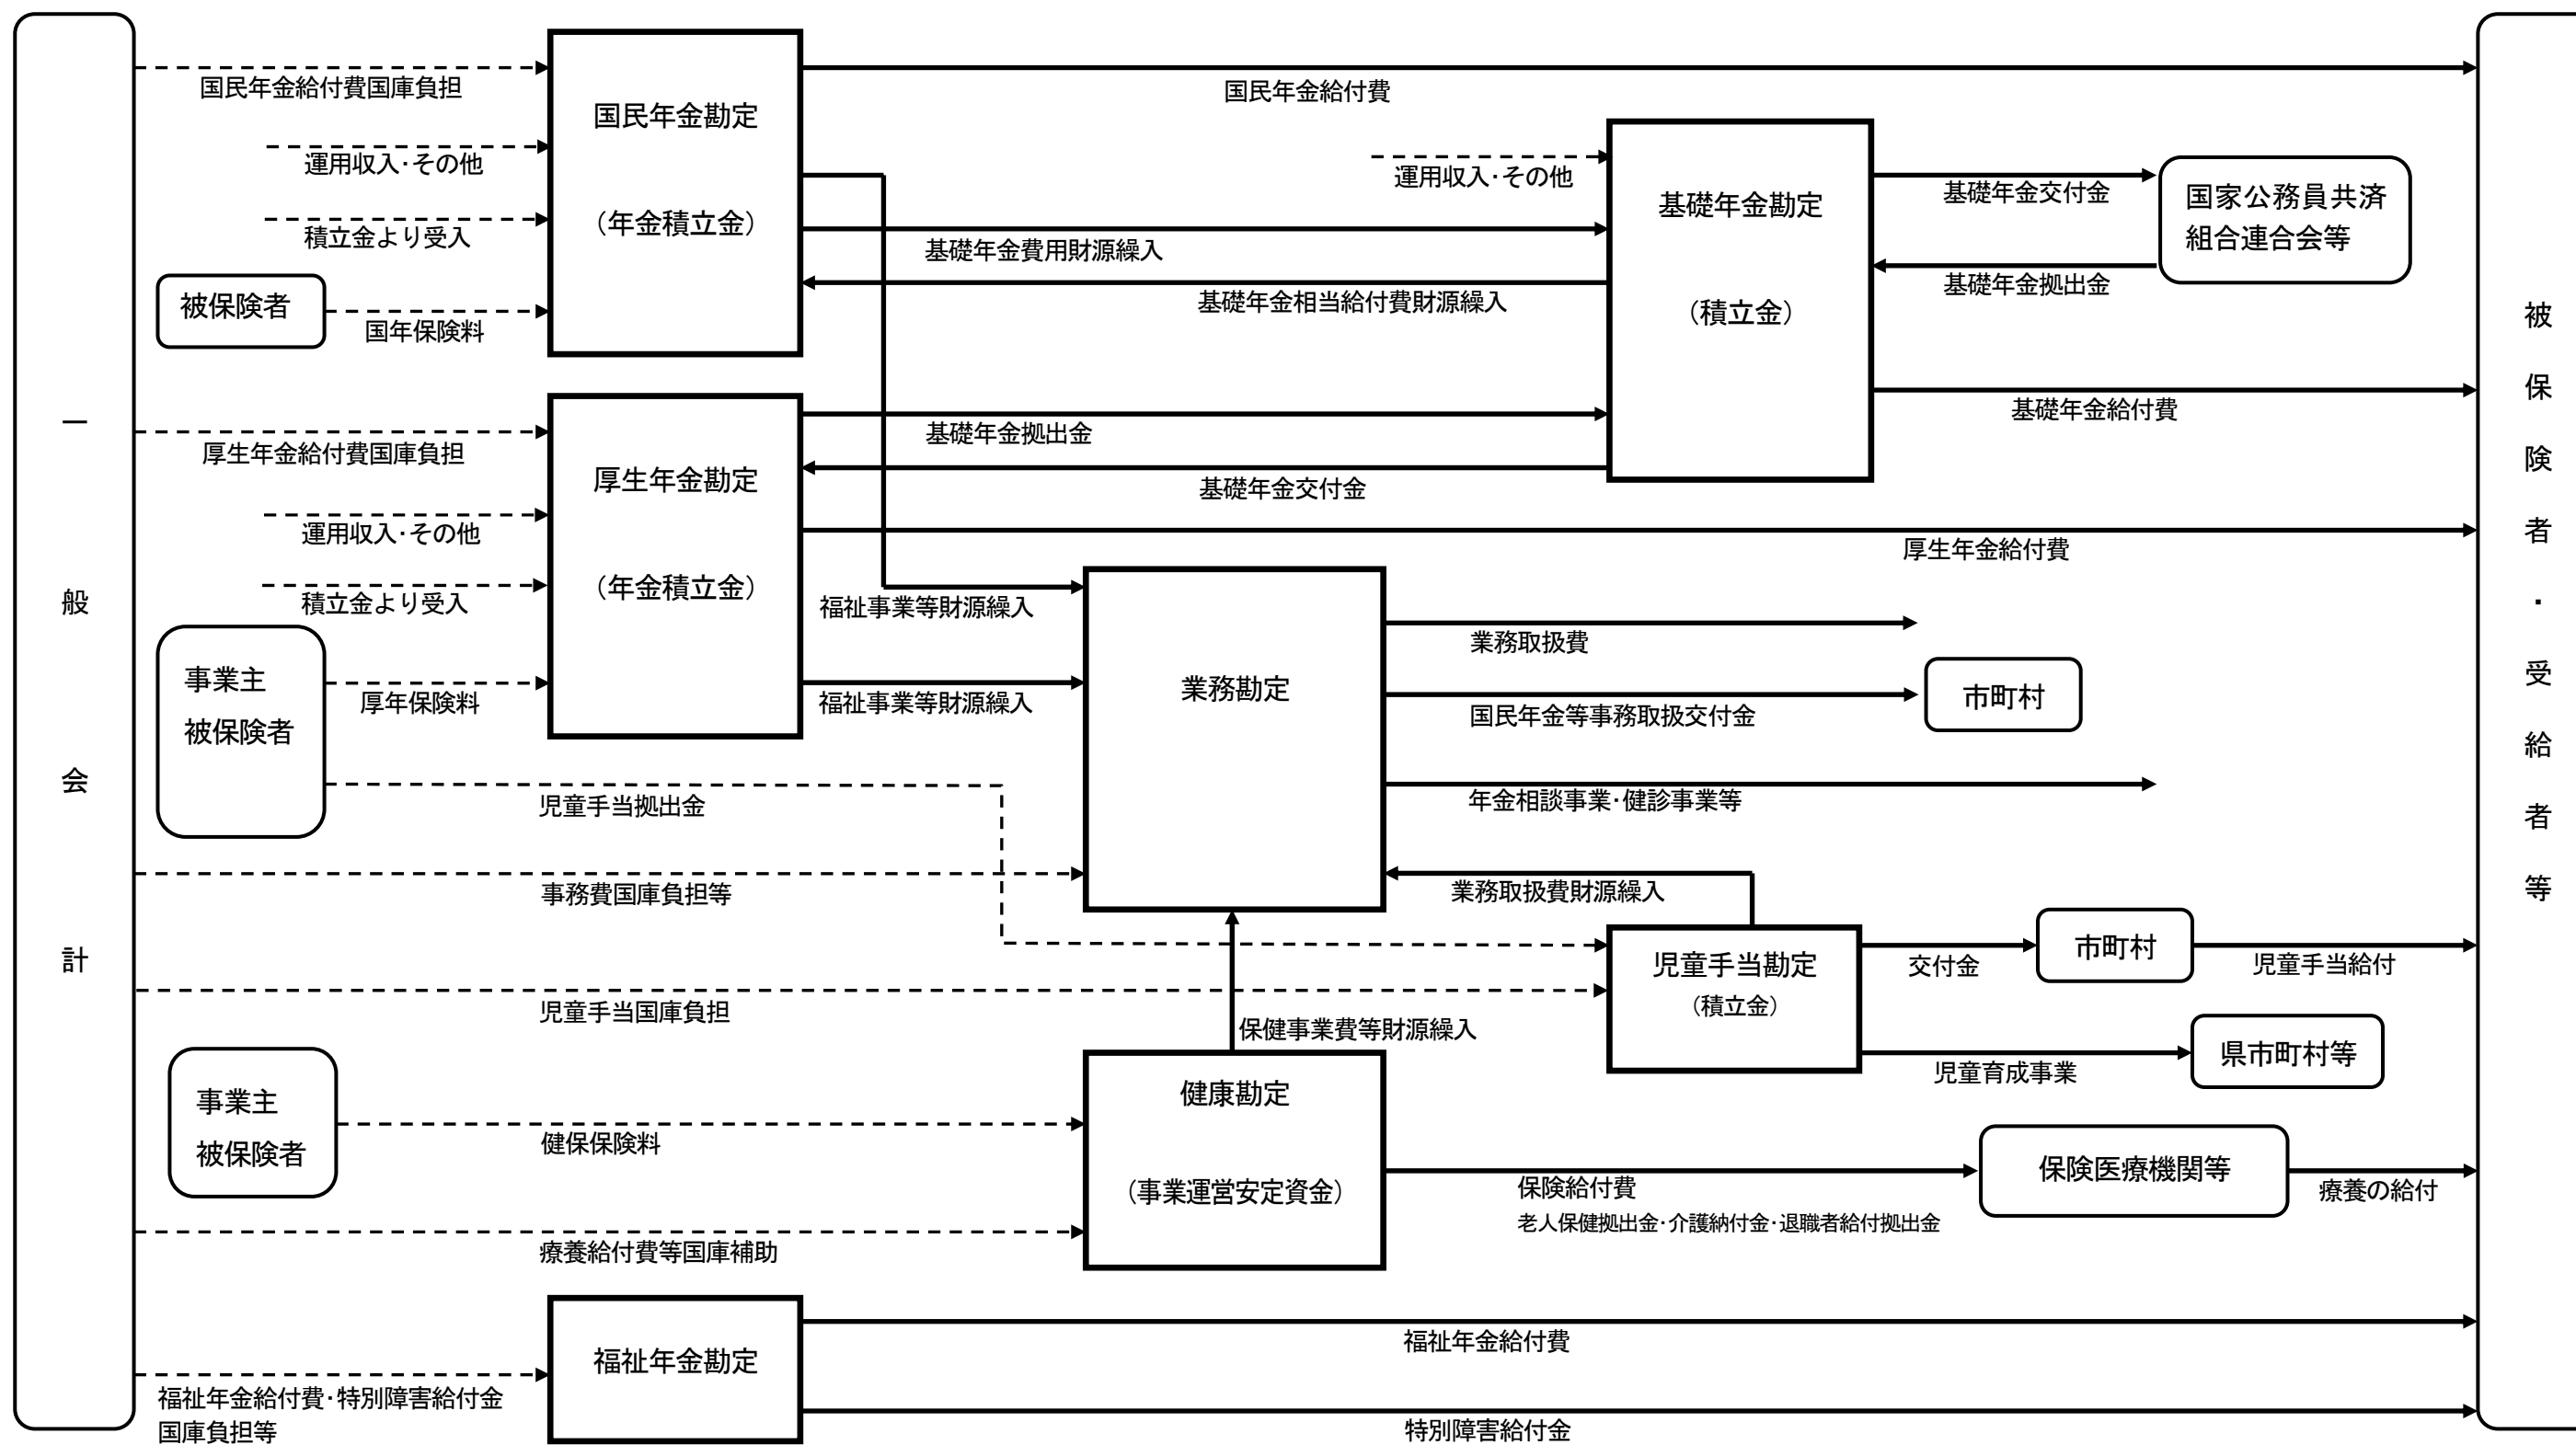 一般会計
国民年金給付費国庫負担
運用収入・その他
積立金より受入
被保険者
国年保険料
国民年金勘定
（年金積立金）
国民年金給付費
運用収入・その他
基礎年金費用財源繰入
基礎年金相当給付費財源繰入
基礎年金勘定
（積立金）
基礎年金交付金
基礎年金拠出金
国家公務員共済
組合連合会等
基礎年金給付費
厚生年金給付費国庫負担
運用収入・その他
積立金より受入
事業主
被保険者
厚年保険料
厚生年金勘定
（年金積立金）
基礎年金拠出金
基礎年金交付金
厚生年金給付費
福祉事業等財源繰入
福祉事業等財源繰入
業務勘定
業務取扱費
国民年金等事務取扱交付金
市町村
年金相談事業・健診事業等
児童手当拠出金
事務費国庫負担等
業務取扱費財源繰入
児童手当国庫負担
児童手当勘定
（積立金）
交付金
市町村
児童手当給付
児童育成事業
県市町村等
保健事業費等財源繰入
事業主
被保険者
健保保険料
療養給付費等国庫補助
健康勘定
（事業運営安定資金）
保険給付費
老人保健拠出金・介護納付金・退職者給付拠出金
保険医療機関等
療養の給付
福祉年金給付費・特別障害給付金
国庫負担等
福祉年金勘定
福祉年金給付費
特別障害給付金
被保険者・受給者等